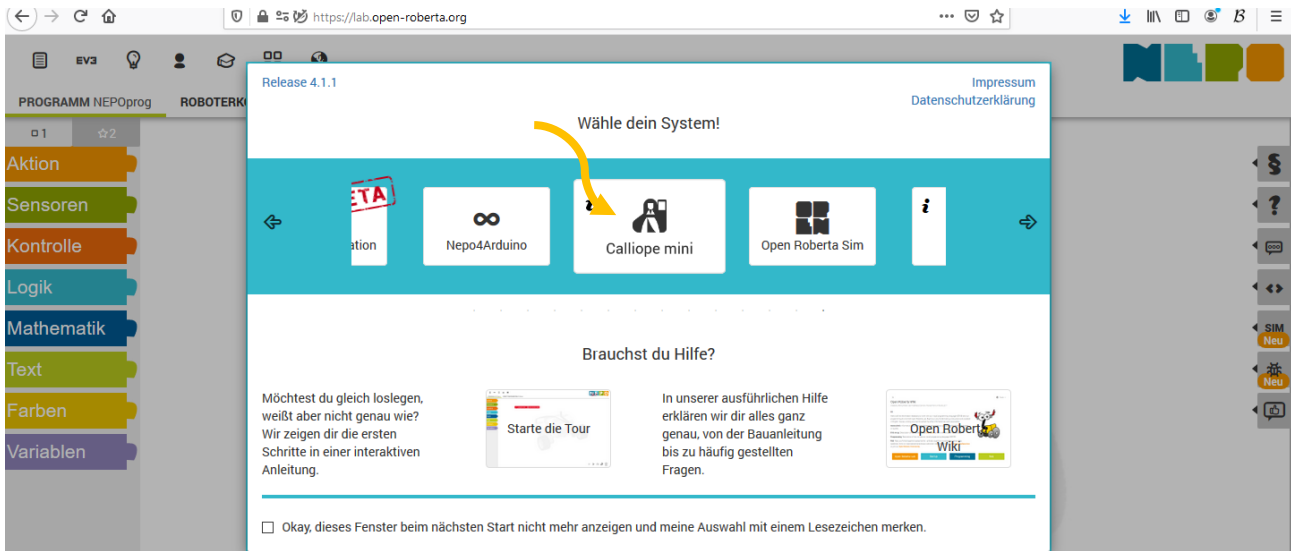 https://lab.open-roberta.org
EV3
PROGRAMM NEPOprog
1
2
Aktion
Sensoren
Kontrolle
Logik
Mathematik
Text
Farben
Variablen
Release 4.1.1
Impressum
Datenschutzerklärung
Wähle dein System!
Nepo4Arduino
i
Calliope mini
Open Roberta Sim
i
Brauchst du Hilfe?
Möchtest du gleich loslegen,
weißt aber nicht genau wie?
Wir zeigen dir die ersten
Schritte in einer interaktiven
Anleitung.
Starte die Tour
In unserer ausführlichen Hilfe
erklären wir dir alles ganz
genau, von der Bauanleitung
bis zu häufig gestellten
Fragen.
Open Roberta
Wiki
Okay, dieses Fenster beim nächsten Start nicht mehr anzeigen und meine Auswahl mit einem Lesezeichen merken.
NEPO
§
?
SIM
Neu
Neu